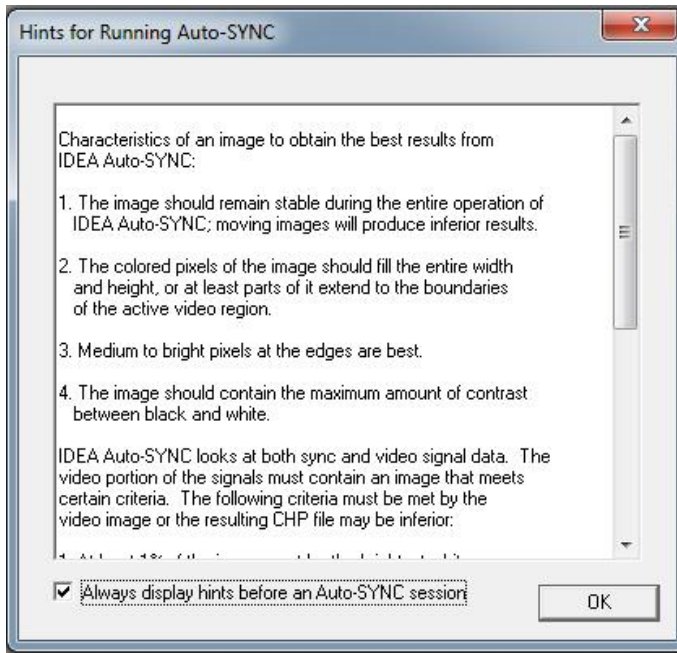 Hints for Running Auto-SYNC
Characteristics of an image to obtain the best results from
IDEA Auto-SYNC:
1. The image should remain stable during the entire operation of
IDEA Auto-SYNC; moving images will produce inferior results.
2. The colored pixels of the image should fill the entire width
and height, or at least parts of it extend to the boundaries
of the active video region.
3. Medium to bright pixels at the edges are best.
4. The image should contain the maximum amount of contrast
between black and white.
IDEA Auto-SYNC looks at both sync and video signal data.  The
video portion of the signals must contain an image that meets
certain criteria.  The following criteria must be met by the
video image or the resulting CHP file may be inferior:
Always display hints before an Auto-SYNC session
OK